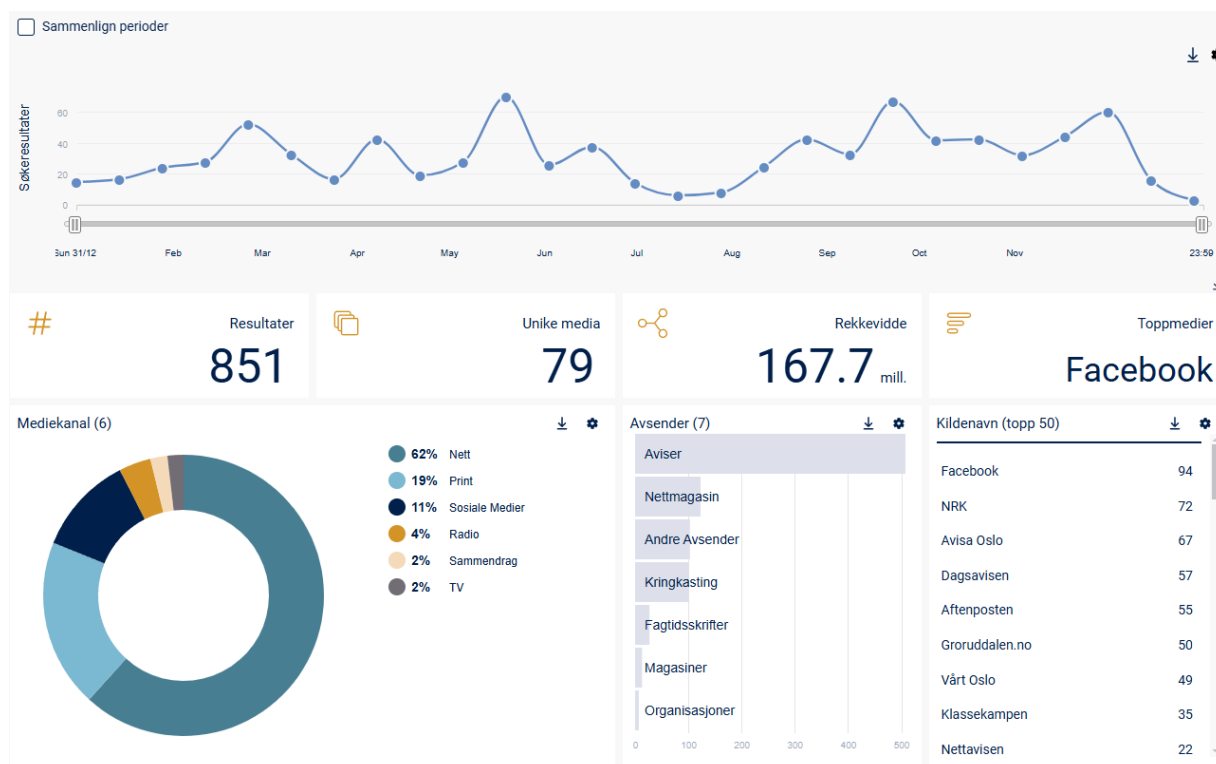 Sammenlign perioder
Søkeresultater
60
40
20
0
Sun 31/12 Feb Mar Apr May Jun Jul Aug Sep Oct Nov 23:59
# Resultater
851
Unike media
79
Rekkevidde
167.7 mill.
Toppmedier
Facebook
Mediekanal (6)
62% Nett
19% Print
11% Sosiale Medier
4% Radio
2% Sammendrag
2% TV
Avsender (7)
Aviser
Nettmagasin
Andre Avsender
Kringkasting
Fagtidsskrifter
Magasiner
Organisasjoner
0 100 200 300 400 500
Kildenavn (topp 50)
Facebook 94
NRK 72
Avisa Oslo 67
Dagsavisen 57
Aftenposten 55
Groruddalen.no 50
Vårt Oslo 49
Klassekampen 35
Nettavisen 22